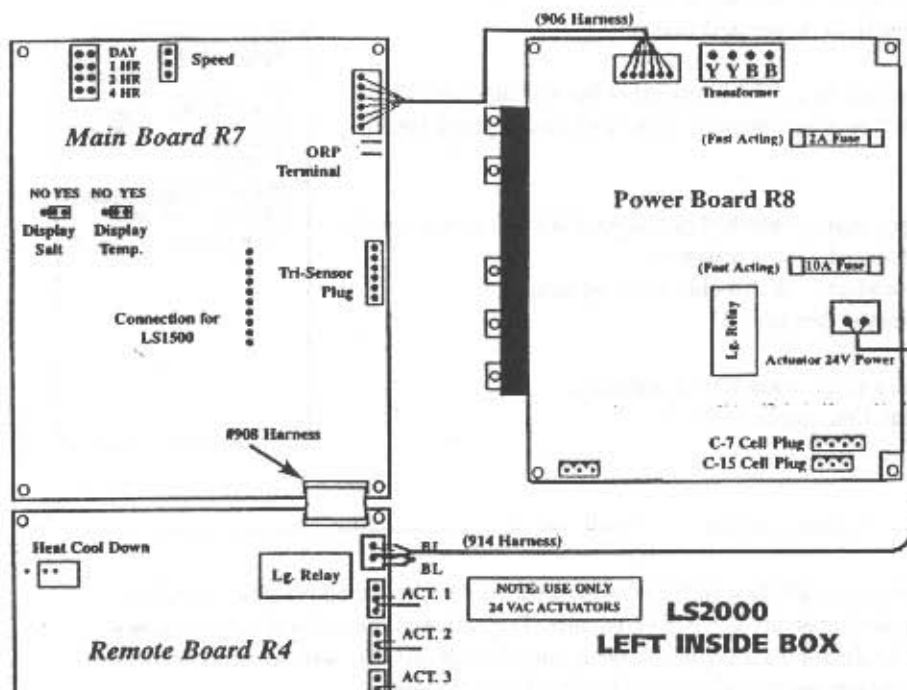 (906 Harness)
DAY
1 HR
2 HR
4 HR
Speed
Main Board R7
ORP
Terminal
NO YES NO YES
Display Display
Salt Temp.
Tri-Sensor
Plug
Connection for
LS1500
#908 Harness
Y Y B B
Transformer
(Fast Acting) 2A Fuse
Power Board R8
(Fast Acting) 10A Fuse
Lg. Relay
Actuator 24V Power
C-7 Cell Plug
C-15 Cell Plug
Heat Cool Down
Lg. Relay
BL
BL
(914 Harness)
ACT. 1
ACT. 2
ACT. 3
Remote Board R4
NOTE: USE ONLY
24 VAC ACTUATORS
LS2000
LEFT INSIDE BOX